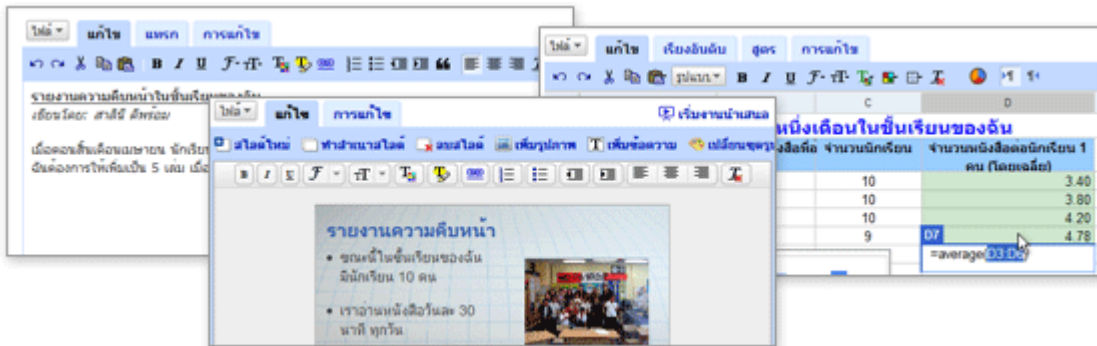 ไฟล์ แก้ไข แทรก การแก้ไข
B I U
รายงานความคืบหน้าในชั้นเรียนของฉัน
เขียนโดย: สาลินี ดีพร้อม
เมื่อตอนสิ้นเดือนเมษายน นักเรียน
ฉันต้องการให้เพิ่มเป็น 5 เล่ม เมื่อ
ไฟล์ แก้ไข การแก้ไข เริ่มงานนำเสนอ
สไลด์ใหม่ ทำสำเนาสไลด์ ลบสไลด์ เพิ่มรูปภาพ เพิ่มข้อความ เปลี่ยนชุดรูป
B I U
รายงานความคืบหน้า
• ขณะนี้ในชั้นเรียนของฉัน
มีนักเรียน 10 คน
• เราอ่านหนังสือวันละ 30
นาที ทุกวัน
ไฟล์ แก้ไข เรียงอันดับ สูตร การแก้ไข
รูปแบบ B I U
C D
หนึ่งเดือนในชั้นเรียนของฉัน
จำนวนนักเรียน จำนวนหนังสือต่อนักเรียน 1
คน (โดยเฉลี่ย)
10 3.40
10 3.80
10 4.20
9 4.78
D7
=average(D3:D6)